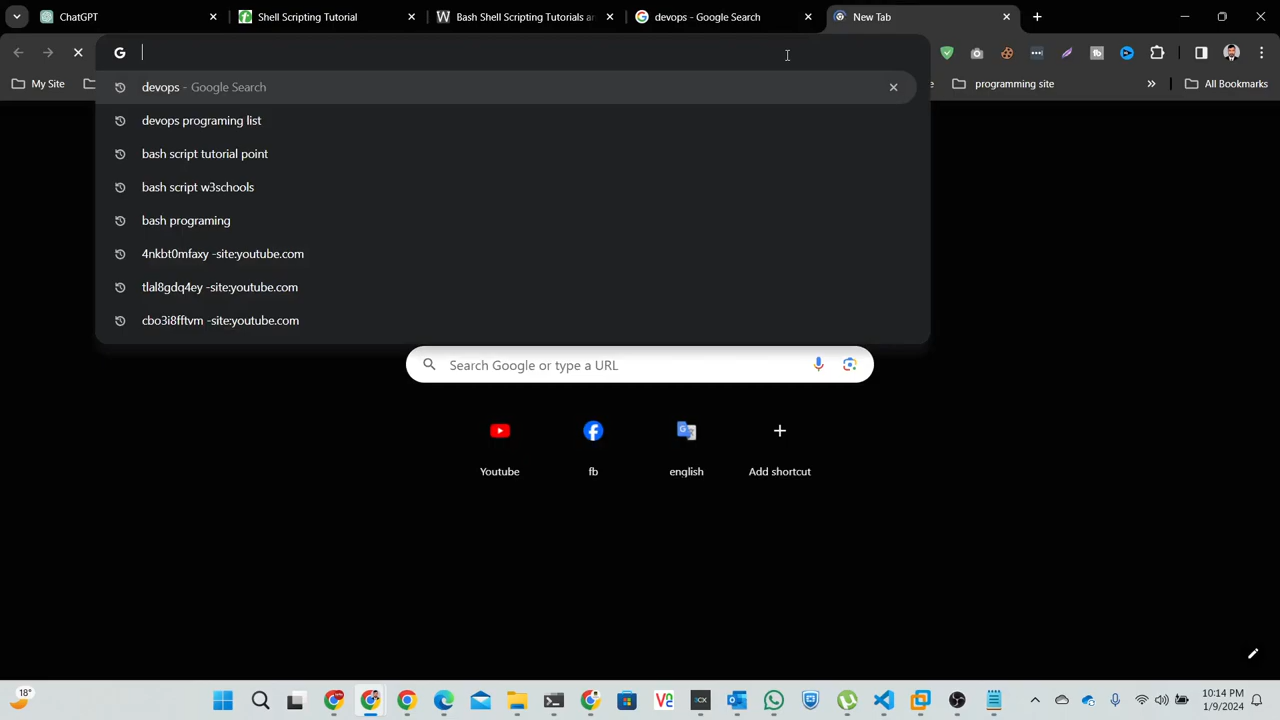 ChatGPT
Shell Scripting Tutorial
Bash Shell Scripting Tutorials an
devops - Google Search
New Tab
My Site
programming site
All Bookmarks
devops - Google Search
devops programing list
bash script tutorial point
bash script w3schools
bash programing
4nkbt0mfaxy -site:youtube.com
tlal8gdq4ey -site:youtube.com
cbo3i8fftvm -site:youtube.com
Search Google or type a URL
Youtube
fb
english
Add shortcut
18°
10:14 PM
1/9/2024